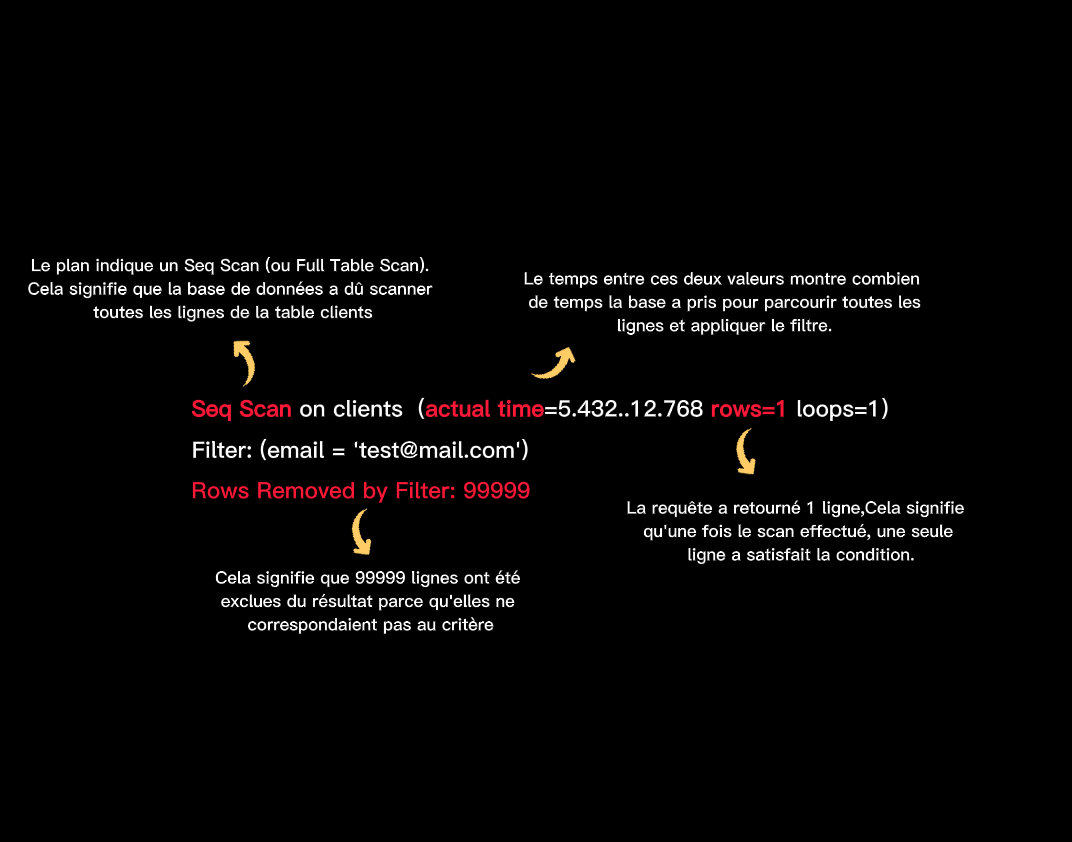 Le plan indique un Seq Scan (ou Full Table Scan).
Cela signifie que la base de données a dû scanner
toutes les lignes de la table clients
Le temps entre ces deux valeurs montre combien
de temps la base a pris pour parcourir toutes les
lignes et appliquer le filtre.
Seq Scan on clients (actual time=5.432..12.768 rows=1 loops=1)
Filter: (email = 'test@mail.com')
Rows Removed by Filter: 99999
La requête a retourné 1 ligne,Cela signifie
qu'une fois le scan effectué, une seule
ligne a satisfait la condition.
Cela signifie que 99999 lignes ont été
exclues du résultat parce qu'elles ne
correspondaient pas au critère